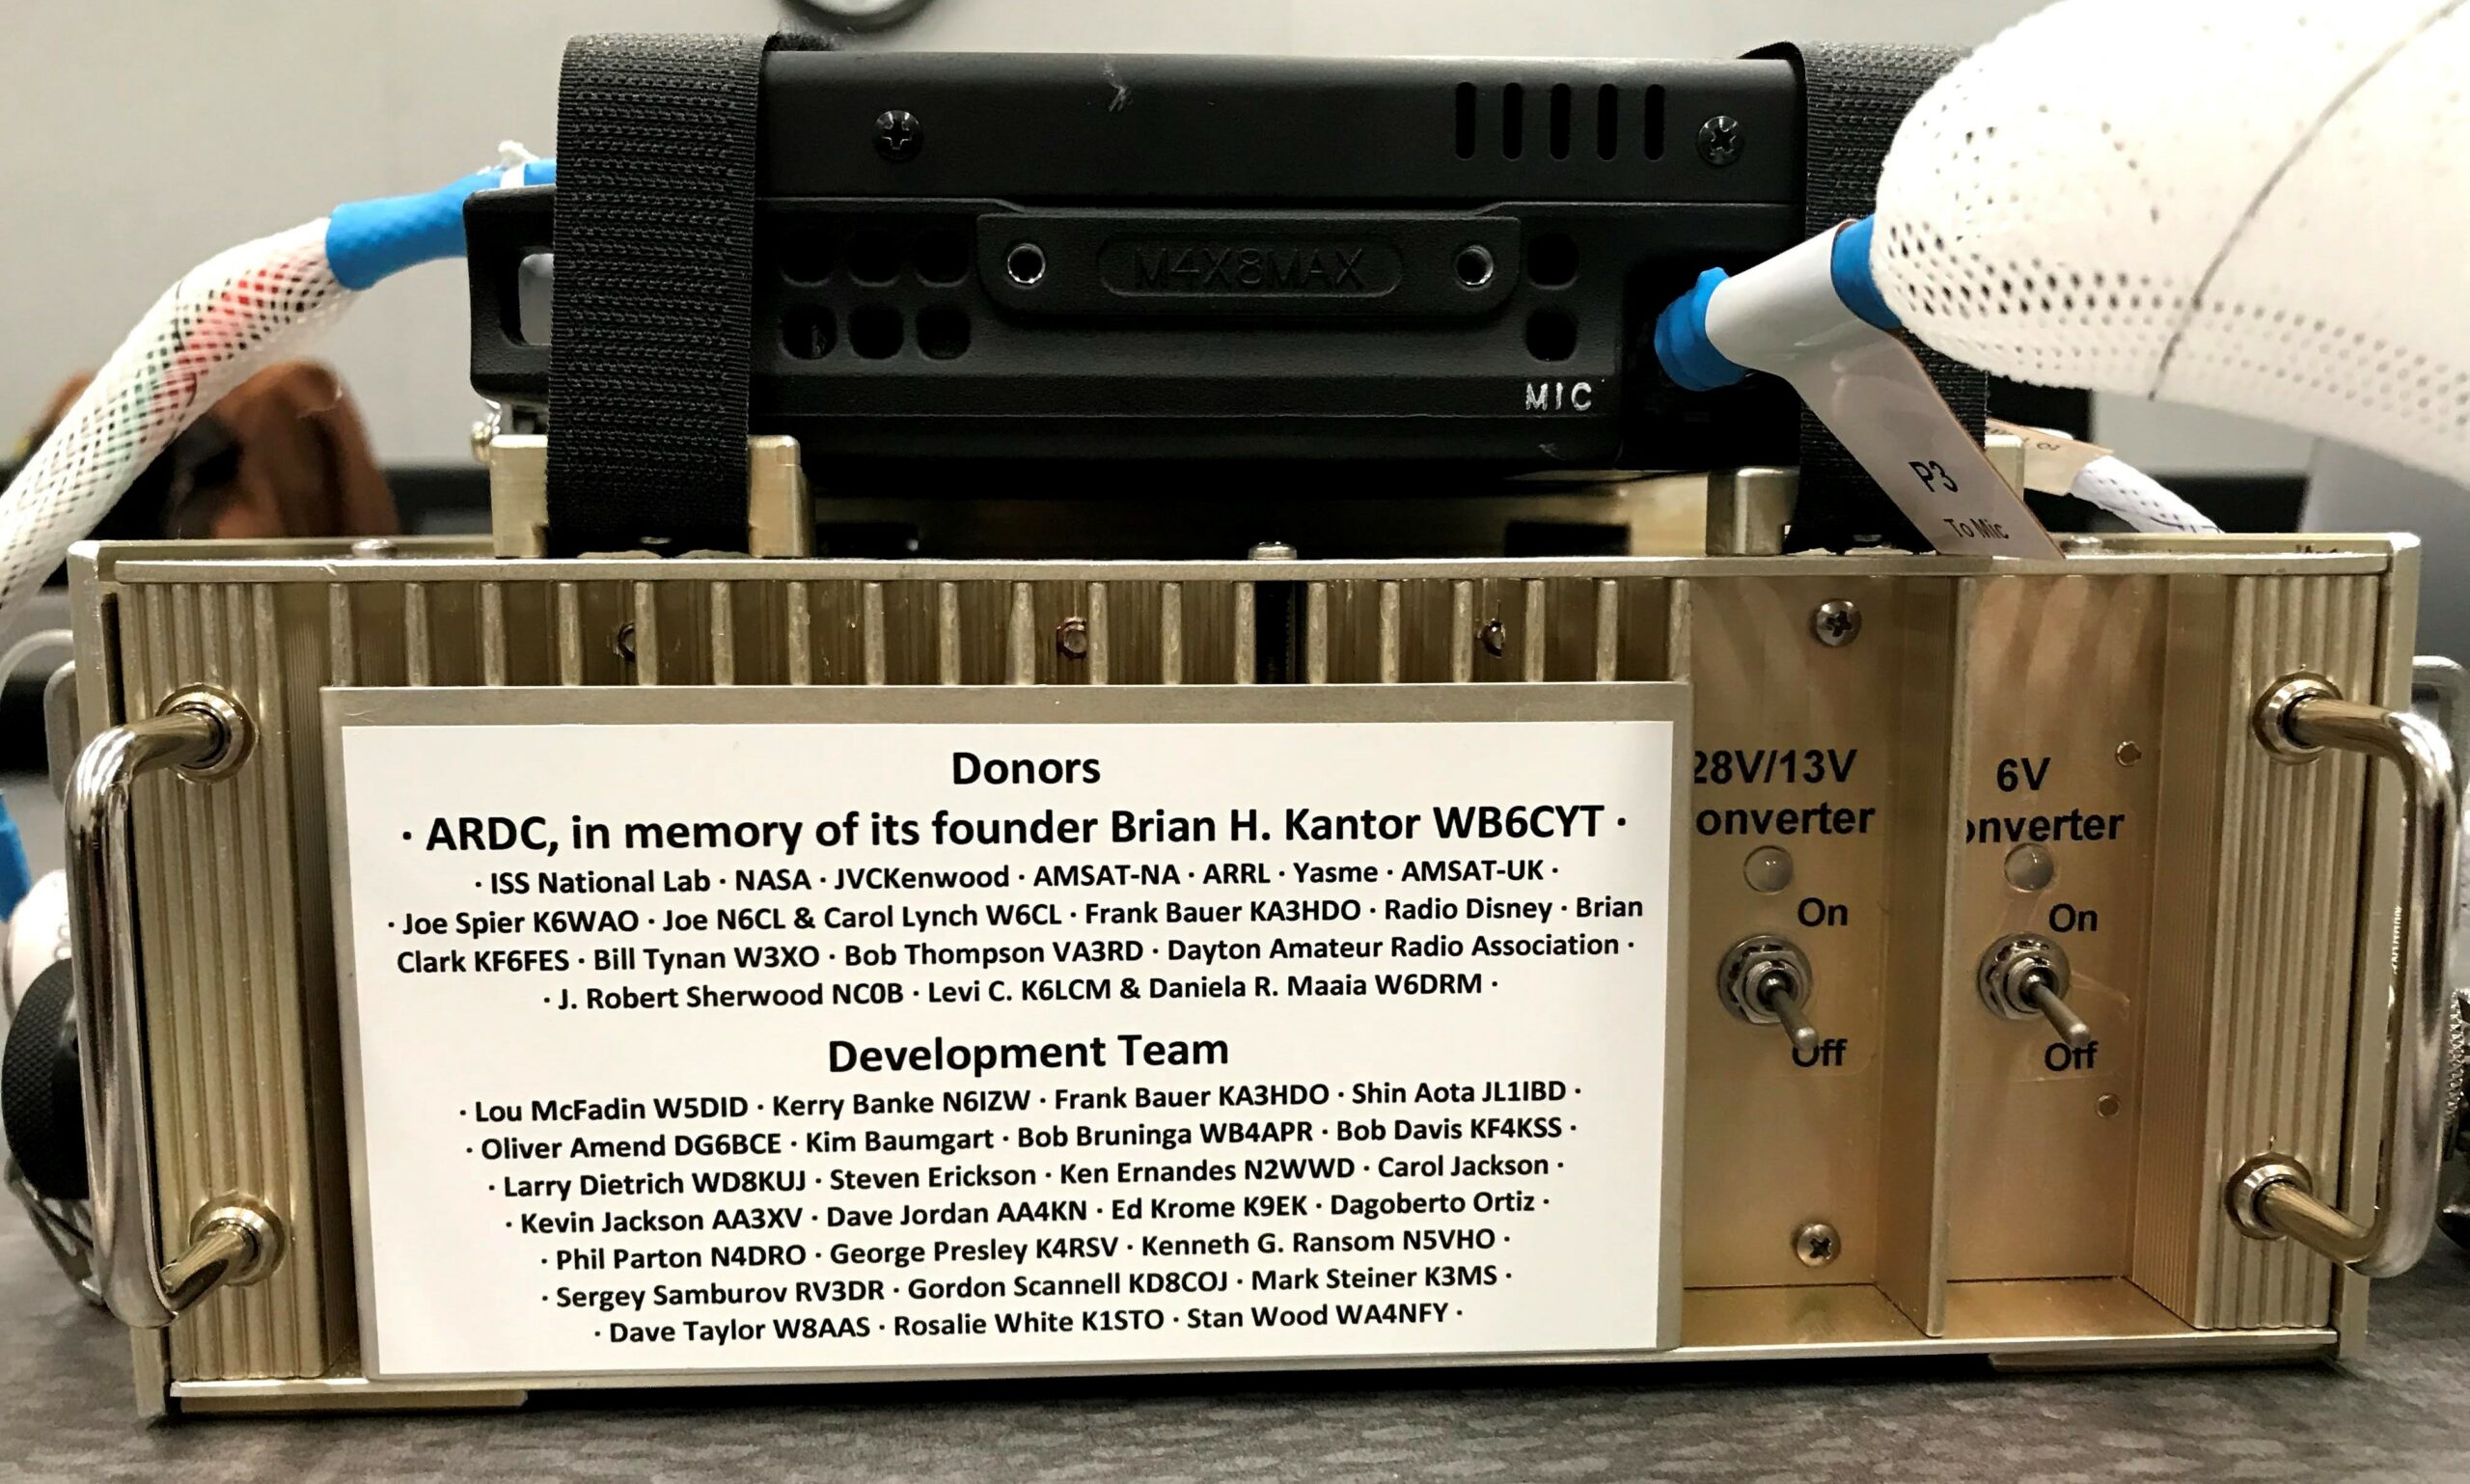 M4X8MAX
MIC
P3
To Mic
Donors
· ARDC, in memory of its founder Brian H. Kantor WB6CYT ·
· ISS National Lab · NASA · JVCKenwood · AMSAT-NA · ARRL · Yasme · AMSAT-UK ·
· Joe Spier K6WAO · Joe N6CL & Carol Lynch W6CL · Frank Bauer KA3HDO · Radio Disney · Brian
Clark KF6FES · Bill Tynan W3XO · Bob Thompson VA3RD · Dayton Amateur Radio Association ·
· J. Robert Sherwood NC0B · Levi C. K6LCM & Daniela R. Maaia W6DRM ·
Development Team
· Lou McFadin W5DID · Kerry Banke N6IZW · Frank Bauer KA3HDO · Shin Aota JL1IBD ·
· Oliver Amend DG6BCE · Kim Baumgart · Bob Bruninga WB4APR · Bob Davis KF4KSS ·
· Larry Dietrich WD8KUJ · Steven Erickson · Ken Ernandes N2WWD · Carol Jackson ·
· Kevin Jackson AA3XV · Dave Jordan AA4KN · Ed Krome K9EK · Dagoberto Ortiz ·
· Phil Parton N4DRO · George Presley K4RSV · Kenneth G. Ransom N5VHO ·
· Sergey Samburov RV3DR · Gordon Scannell KD8COJ · Mark Steiner K3MS ·
· Dave Taylor W8AAS · Rosalie White K1STO · Stan Wood WA4NFY ·
28V/13V
onverter
On
Off
6V
onverter
On
Off